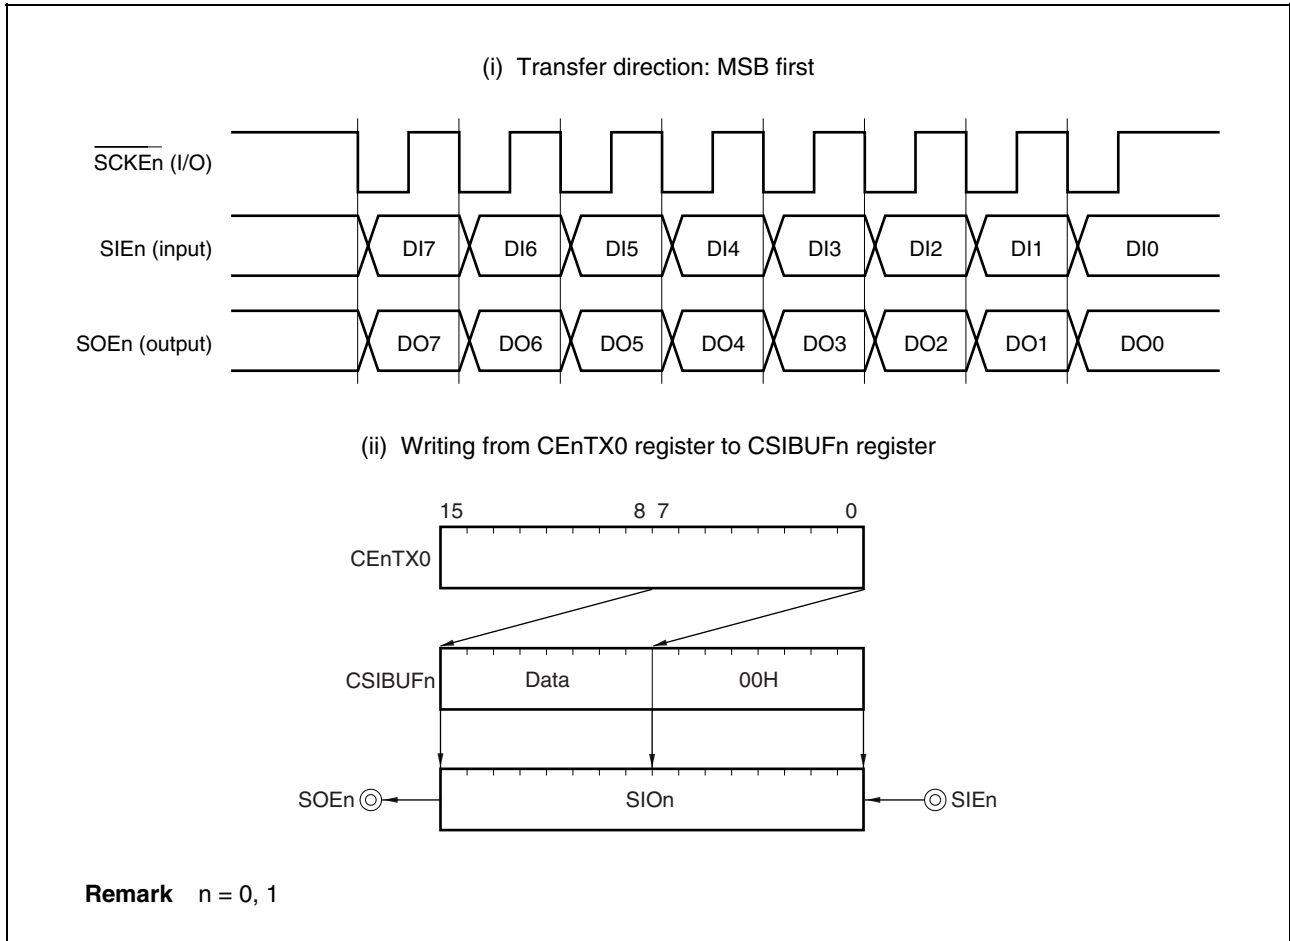 (i) Transfer direction: MSB first
SCKEn (I/O)
SIEn (input)
DI7 DI6 DI5 DI4 DI3 DI2 DI1 DI0
SOEn (output)
DO7 DO6 DO5 DO4 DO3 DO2 DO1 DO0
(ii) Writing from CEnTX0 register to CSIBUFn register
15 8 7 0
CEnTX0
CSIBUFn Data 00H
SOEn SIOn SIEn
Remark n = 0, 1